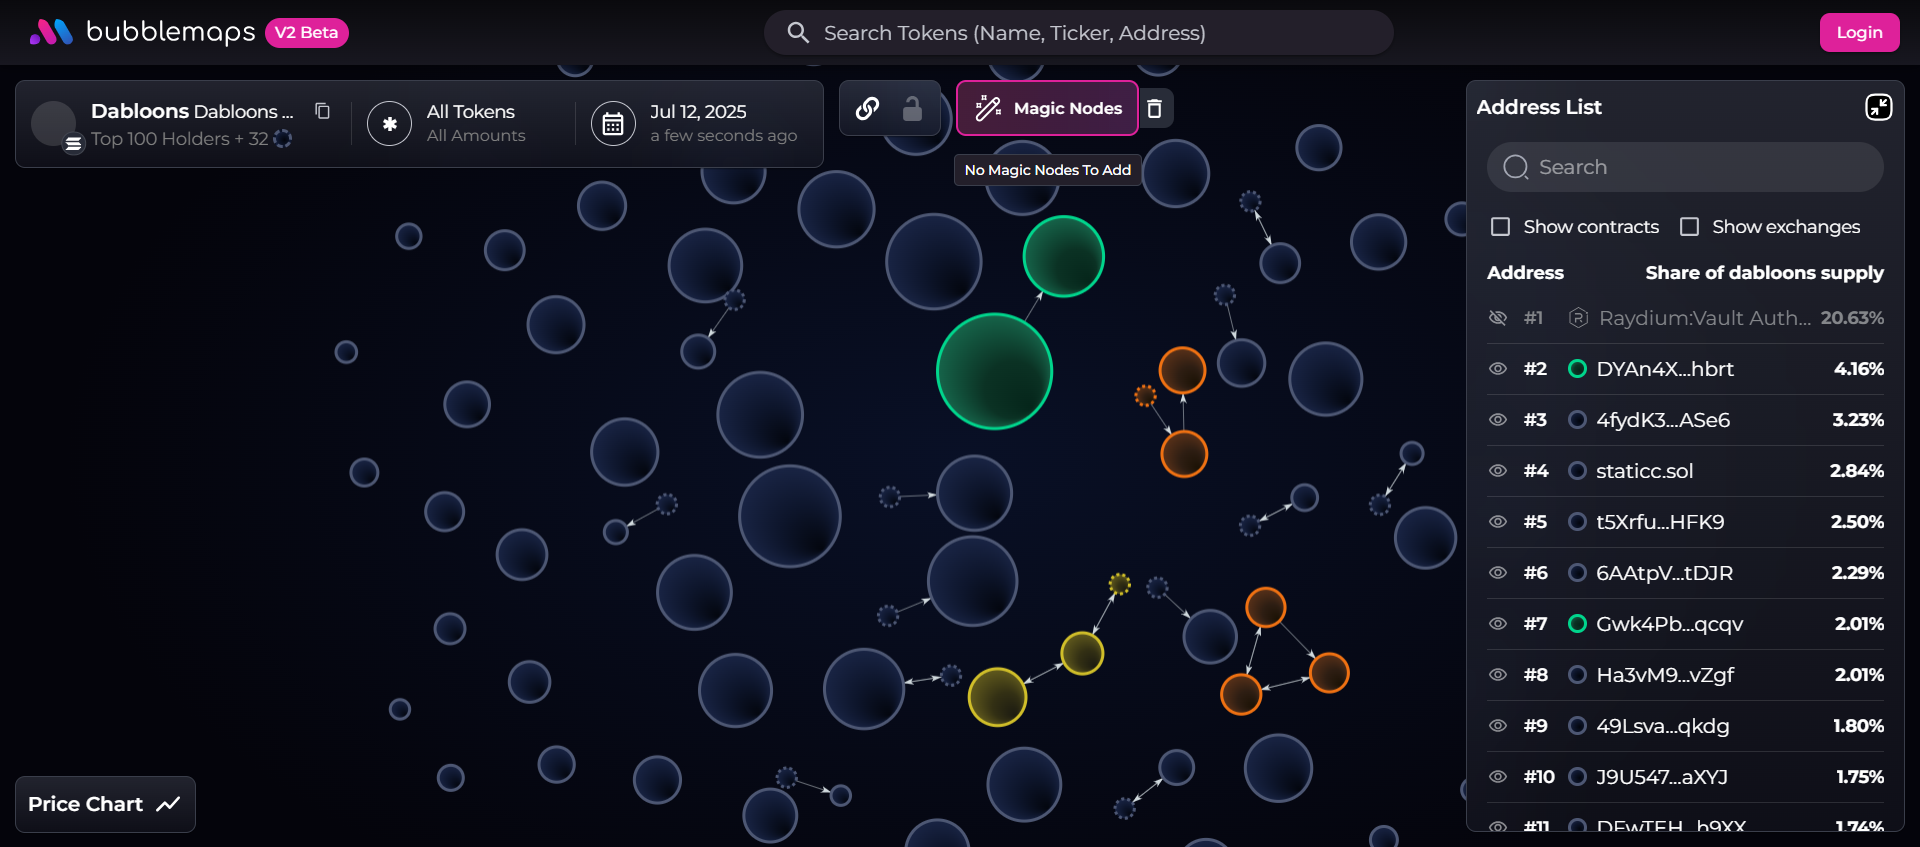 bubblemaps V2 Beta
Search Tokens (Name, Ticker, Address)
Login
Dabloons Dabloons ...
Top 100 Holders + 32
All Tokens
All Amounts
Jul 12, 2025
a few seconds ago
Magic Nodes
No Magic Nodes To Add
Address List
Search
Show contracts Show exchanges
Address Share of dabloons supply
#1 Raydium:Vault Auth... 20.63%
#2 DYAn4X...hbrt 4.16%
#3 4fydK3...ASe6 3.23%
#4 staticc.sol 2.84%
#5 t5Xrfu...HFK9 2.50%
#6 6AAtpV...tDJR 2.29%
#7 Gwk4Pb...qcqv 2.01%
#8 Ha3vM9...vZgf 2.01%
#9 49Lsva...qkdg 1.80%
#10 J9U547...aXYJ 1.75%
#11 1.74%
Price Chart